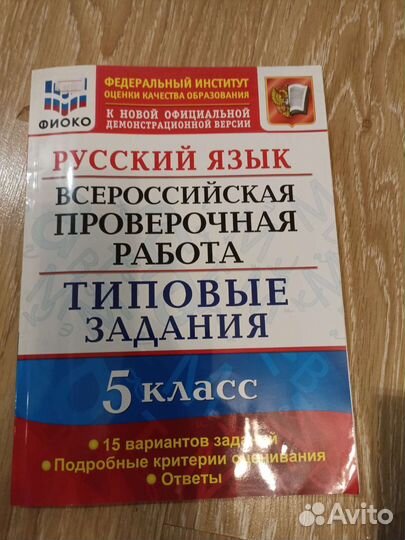 ФЕДЕРАЛЬНЫЙ ИНСТИТУТ
ОЦЕНКИ КАЧЕСТВА ОБРАЗОВАНИЯ
ФИОКО
К НОВОЙ ОФИЦИАЛЬНОЙ
ДЕМОНСТРАЦИОННОЙ ВЕРСИИ
РУССКИЙ ЯЗЫК
ВСЕРОССИЙСКАЯ
ПРОВЕРОЧНАЯ
РАБОТА
ТИПОВЫЕ
ЗАДАНИЯ
5 КЛАСС
• 15 вариантов заданий
• Подробные критерии оценивания
• Ответы
Avito